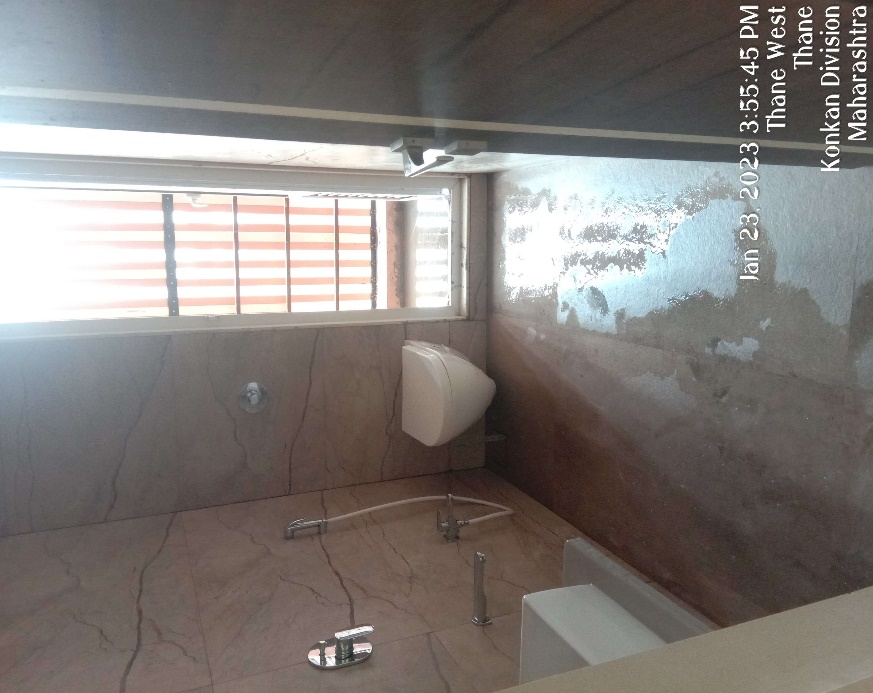 Jan 23, 2023 3:55:45 PM
Thane West
Thane
Konkan Division
Maharashtra